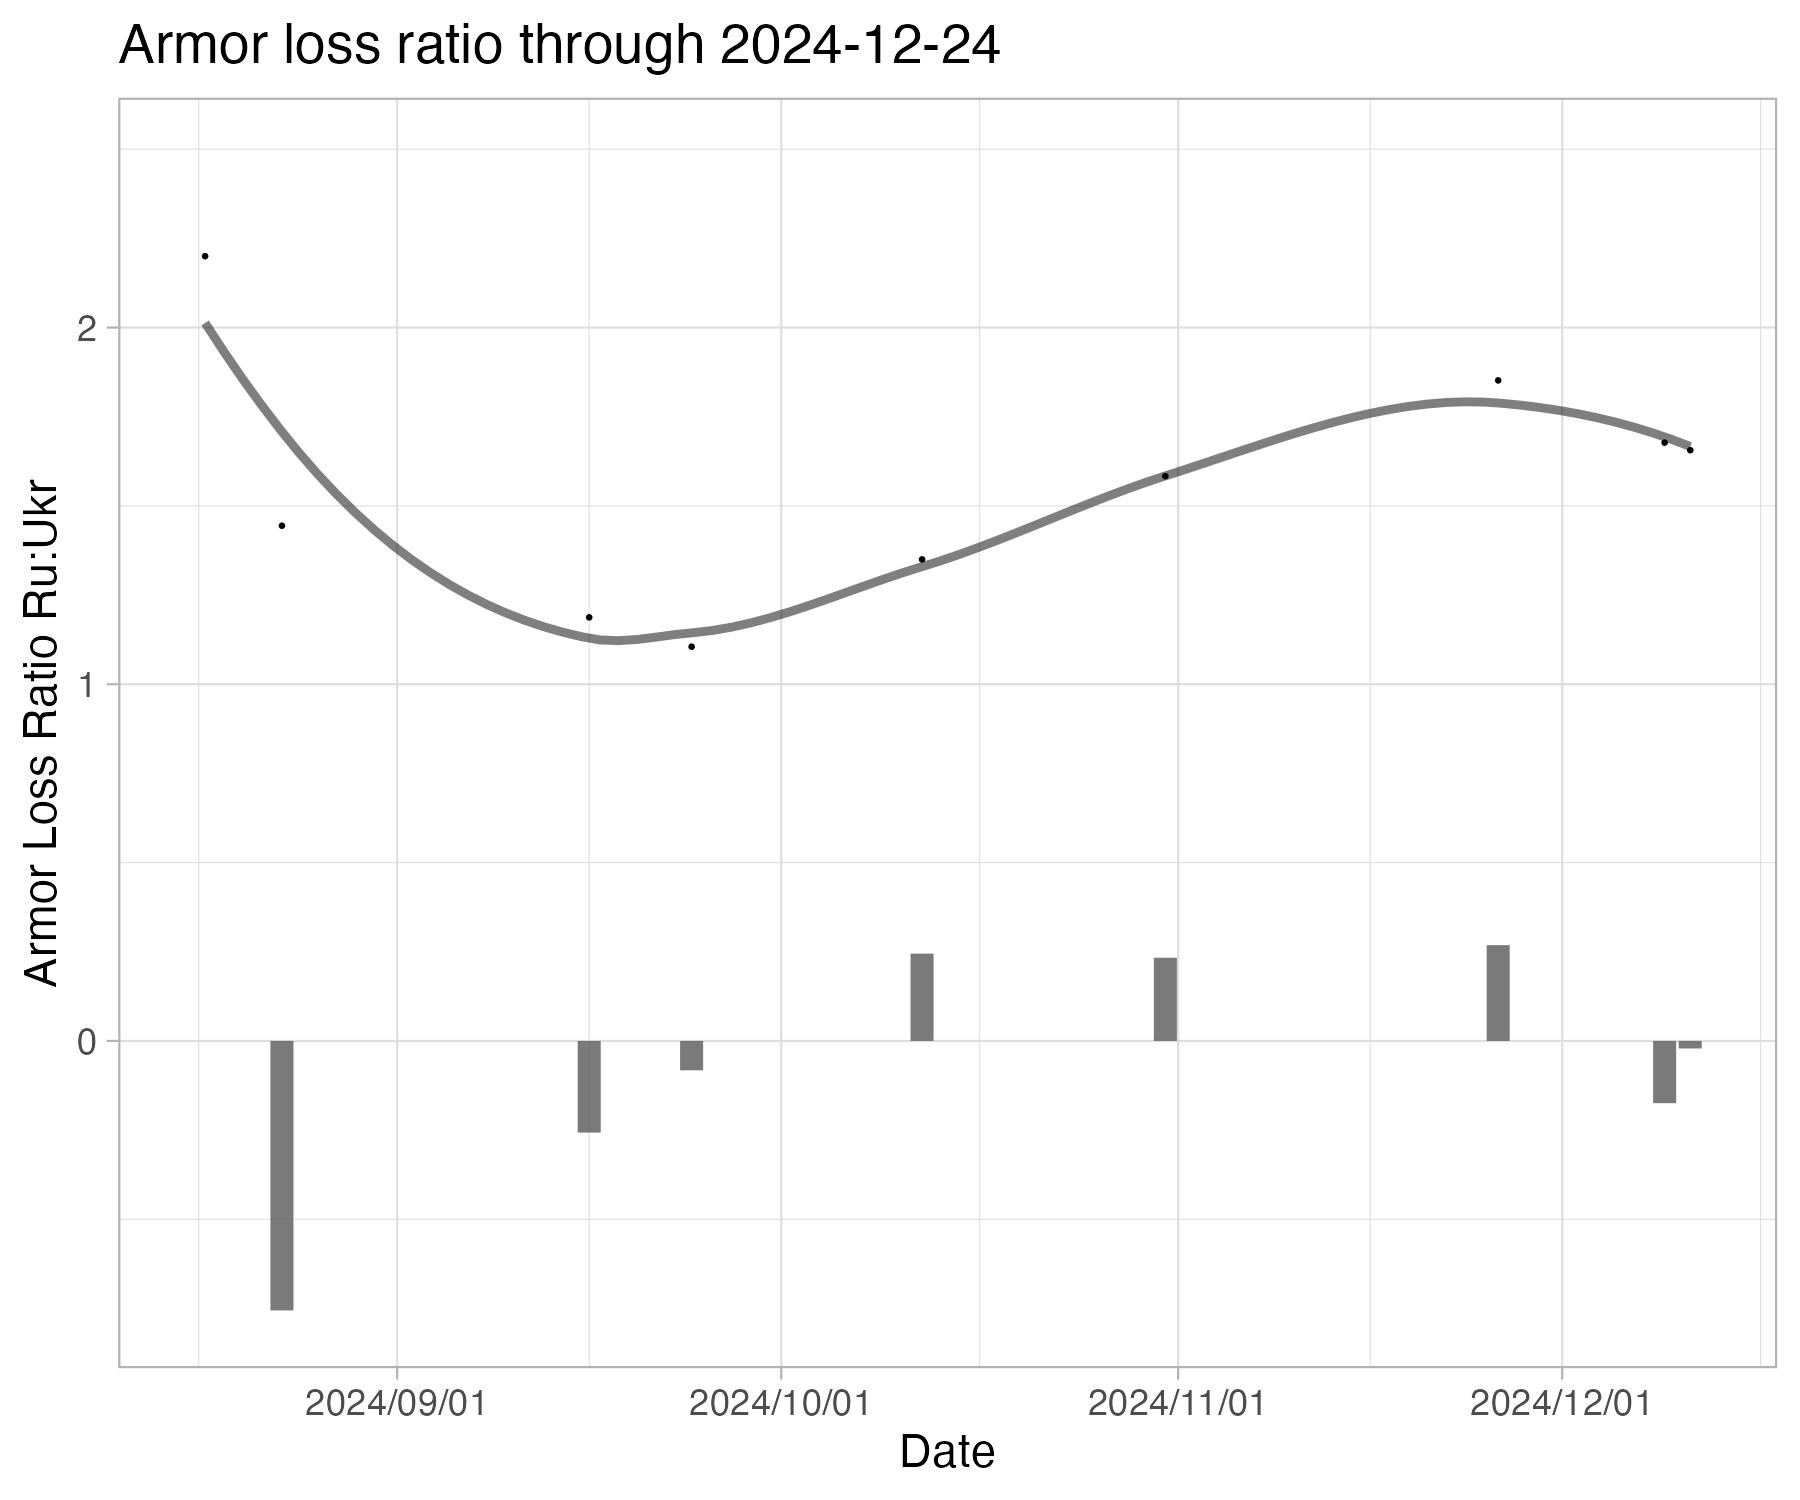 Armor loss ratio through 2024-12-24
Armor Loss Ratio Ru:Ukr
2
1
0
2024/09/01
2024/10/01
2024/11/01
2024/12/01
Date